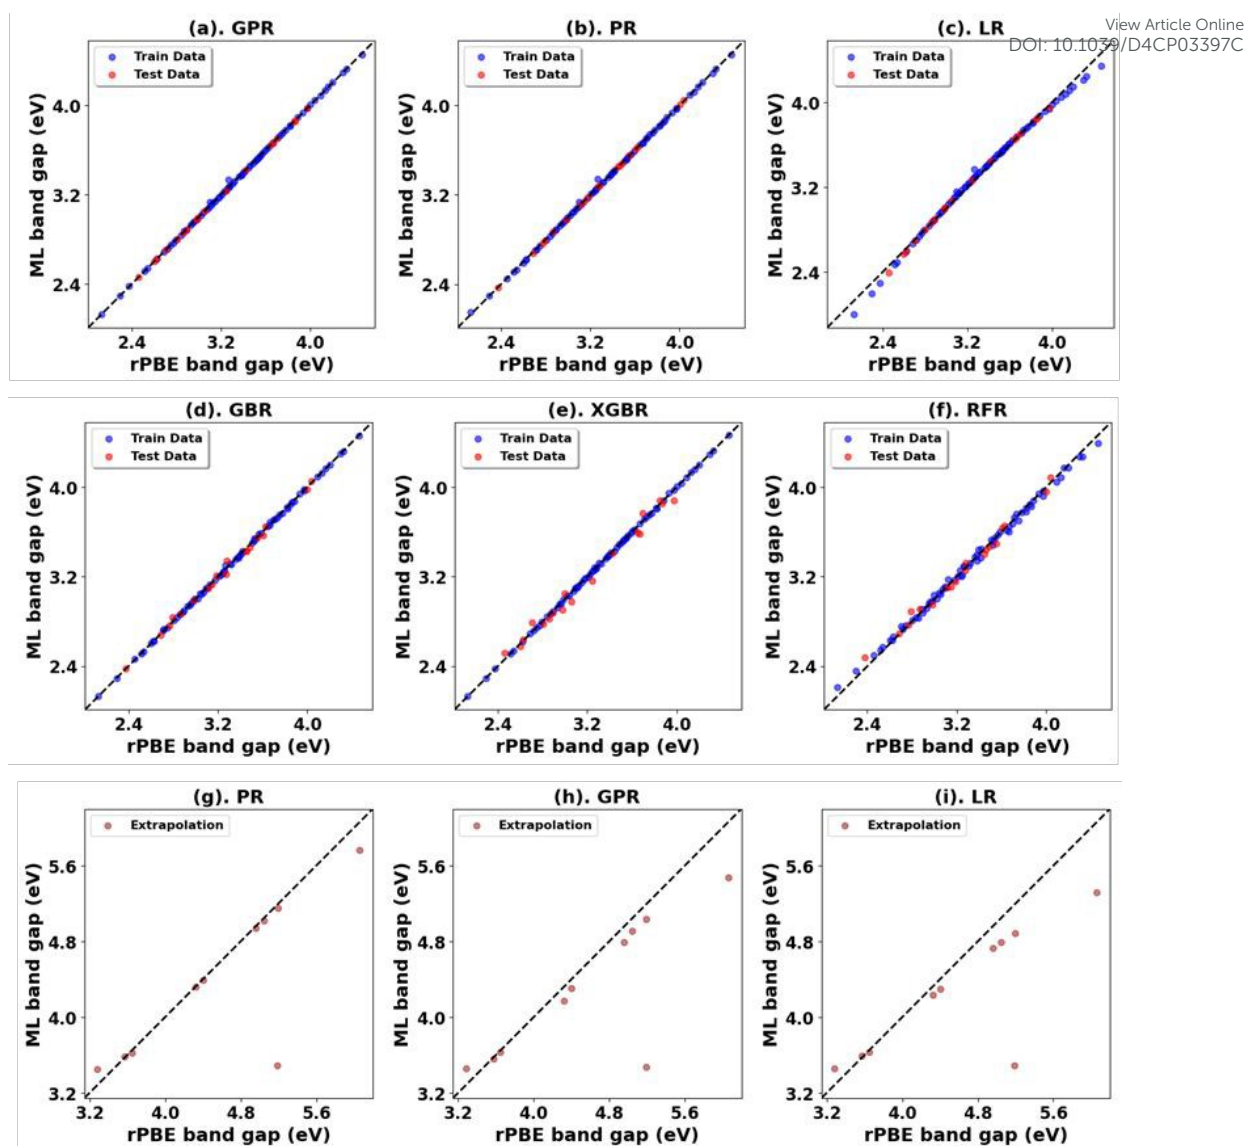 View Article Online
DOI: 10.1039/D4CP03397C
(a). GPR
Train Data
Test Data
ML band gap (eV)
4.0
3.2
2.4
2.4 3.2 4.0
rPBE band gap (eV)
(b). PR
Train Data
Test Data
ML band gap (eV)
4.0
3.2
2.4
2.4 3.2 4.0
rPBE band gap (eV)
(c). LR
Train Data
Test Data
ML band gap (eV)
4.0
3.2
2.4
2.4 3.2 4.0
rPBE band gap (eV)
(d). GBR
Train Data
Test Data
ML band gap (eV)
4.0
3.2
2.4
2.4 3.2 4.0
rPBE band gap (eV)
(e). XGBR
Train Data
Test Data
ML band gap (eV)
4.0
3.2
2.4
2.4 3.2 4.0
rPBE band gap (eV)
(f). RFR
Train Data
Test Data
ML band gap (eV)
4.0
3.2
2.4
2.4 3.2 4.0
rPBE band gap (eV)
(g). PR
Extrapolation
ML band gap (eV)
5.6
4.8
4.0
3.2
3.2 4.0 4.8 5.6
rPBE band gap (eV)
(h). GPR
Extrapolation
ML band gap (eV)
5.6
4.8
4.0
3.2
3.2 4.0 4.8 5.6
rPBE band gap (eV)
(i). LR
Extrapolation
ML band gap (eV)
5.6
4.8
4.0
3.2
3.2 4.0 4.8 5.6
rPBE band gap (eV)